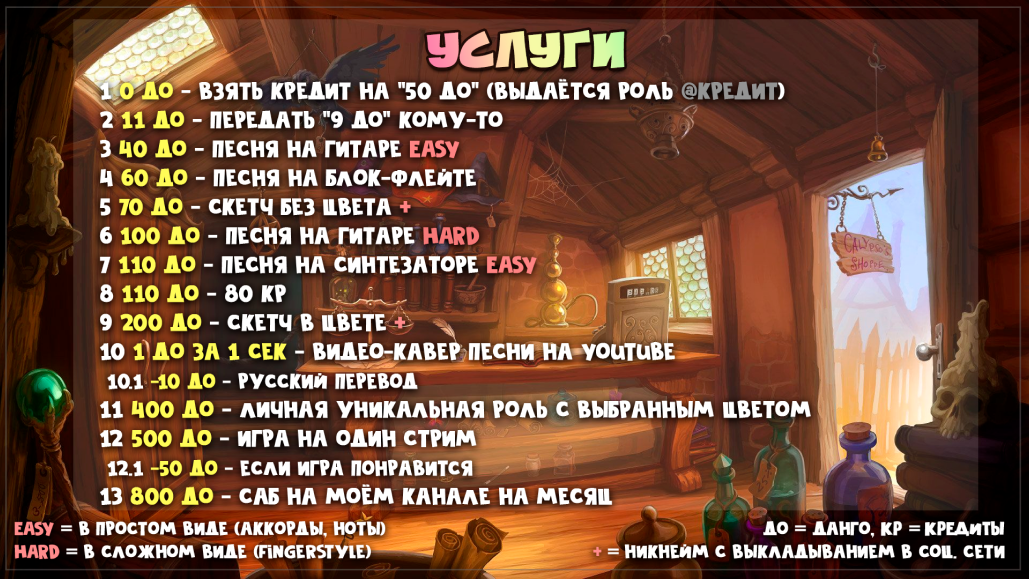 УСЛУГИ
1 0 ДО – ВЗЯТЬ КРЕДИТ НА "50 ДО" (ВЫДАЁТСЯ РОЛЬ @КРЕДИТ)
2 11 ДО – ПЕРЕДАТЬ "9 ДО" КОМУ-ТО
3 40 ДО – ПЕСНЯ НА ГИТАРЕ EASY
4 60 ДО – ПЕСНЯ НА БЛОК-ФЛЕЙТЕ
5 70 ДО – СКЕТЧ БЕЗ ЦВЕТА +
6 100 ДО – ПЕСНЯ НА ГИТАРЕ HARD
7 110 ДО – ПЕСНЯ НА СИНТЕЗАТОРЕ EASY
8 110 ДО – 80 КР
9 200 ДО – СКЕТЧ В ЦВЕТЕ +
10 1 ДО ЗА 1 СЕК – ВИДЕО-КАВЕР ПЕСНИ НА YOUTUBE
10.1 -10 ДО – РУССКИЙ ПЕРЕВОД
11 400 ДО – ЛИЧНАЯ УНИКАЛЬНАЯ РОЛЬ С ВЫБРАННЫМ ЦВЕТОМ
12 500 ДО – ИГРА НА ОДИН СТРИМ
12.1 -50 ДО – ЕСЛИ ИГРА ПОНРАВИТСЯ
13 800 ДО – САБ НА МОЁМ КАНАЛЕ НА МЕСЯЦ
EASY = В ПРОСТОМ ВИДЕ (АККОРДЫ, НОТЫ)
HARD = В СЛОЖНОМ ВИДЕ (FINGERSTYLE)
ДО = ДАНГО, КР = КРЕДИТЫ
+ = НИКНЕЙМ С ВЫКЛАДЫВАНИЕМ В СОЦ. СЕТИ